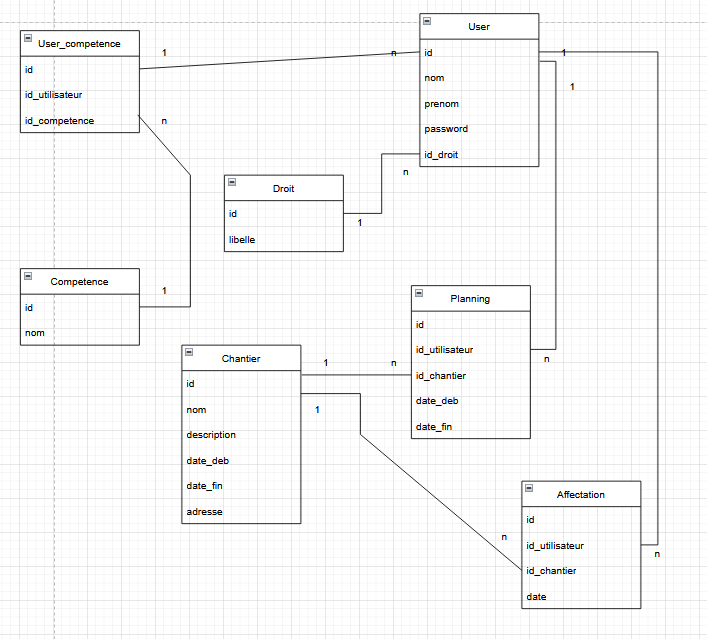 User_competence
id
id_utilisateur
id_competence
1
n
User
id
nom
prenom
password
id_droit
1
1
n
n
Droit
id
libelle
1
Competence
id
nom
1
Planning
id
id_utilisateur
id_chantier
date_deb
date_fin
n
Chantier
id
nom
description
date_deb
date_fin
adresse
1
n
1
Affectation
id
id_utilisateur
id_chantier
date
n
n